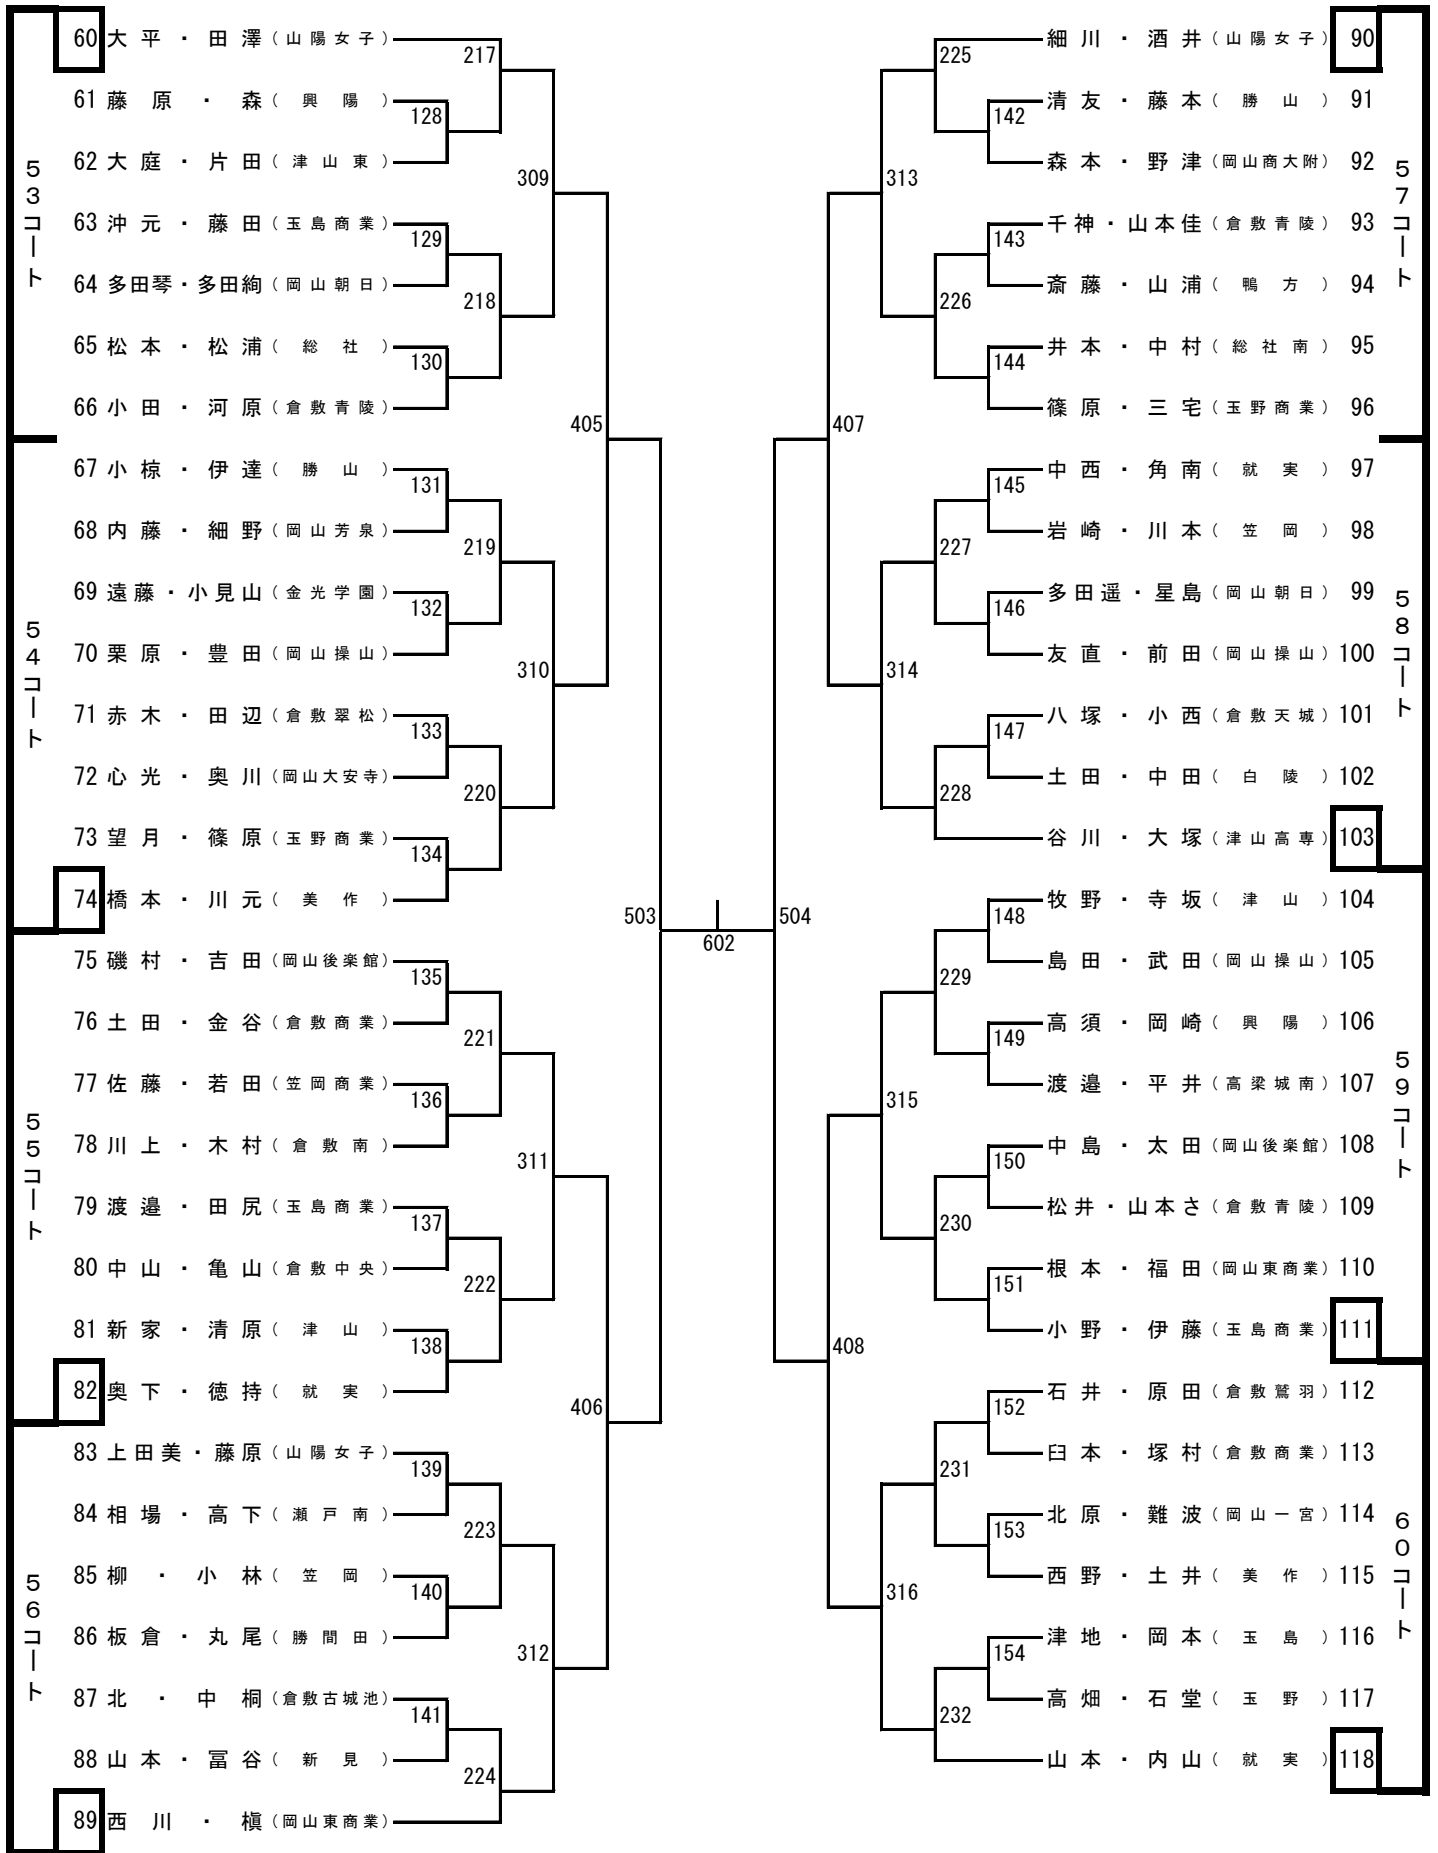 53コート
60 大平・田澤(山陽女子)
61 藤原・森(興陽)
62 大庭・片田(津山東)
63 沖元・藤田(玉島商業)
64 多田琴・多田絢(岡山朝日)
65 松本・松浦(総社)
66 小田・河原(倉敷青陵)
54コート
67 小椋・伊達(勝山)
68 内藤・細野(岡山芳泉)
69 遠藤・小見山(金光学園)
70 栗原・豊田(岡山操山)
71 赤木・田辺(倉敷翠松)
72 心光・奥川(岡山大安寺)
73 望月・篠原(玉野商業)
74 橋本・川元(美作)
55コート
75 磯村・吉田(岡山後楽館)
76 土田・金谷(倉敷商業)
77 佐藤・若田(笠岡商業)
78 川上・木村(倉敷南)
79 渡邉・田尻(玉島商業)
80 中山・亀山(倉敷中央)
81 新家・清原(津山)
82 奥下・徳持(就実)
56コート
83 上田美・藤原(山陽女子)
84 相場・高下(瀬戸南)
85 柳・小林(笠岡)
86 板倉・丸尾(勝間田)
87 北・中桐(倉敷古城池)
88 山本・冨谷(新見)
89 西川・槇(岡山東商業)
217
128
309
129
218
130
405
131
219
132
310
133
220
134
503
135
221
136
311
137
222
138
406
139
223
140
312
141
224
602
504
225
142
313
143
226
144
407
145
227
146
314
147
228
148
229
149
315
150
230
151
408
152
231
153
316
154
232
57コート
細川・酒井(山陽女子) 90
清友・藤本(勝山) 91
森本・野津(岡山商大附) 92
千神・山本佳(倉敷青陵) 93
斎藤・山浦(鴨方) 94
井本・中村(総社南) 95
篠原・三宅(玉野商業) 96
58コート
中西・角南(就実) 97
岩崎・川本(笠岡) 98
多田遥・星島(岡山朝日) 99
友直・前田(岡山操山) 100
八塚・小西(倉敷天城) 101
土田・中田(白陵) 102
谷川・大塚(津山高専) 103
59コート
牧野・寺坂(津山) 104
島田・武田(岡山操山) 105
高須・岡崎(興陽) 106
渡邉・平井(高梁城南) 107
中島・太田(岡山後楽館) 108
松井・山本さ(倉敷青陵) 109
根本・福田(岡山東商業) 110
小野・伊藤(玉島商業) 111
60コート
石井・原田(倉敷鷲羽) 112
臼本・塚村(倉敷商業) 113
北原・難波(岡山一宮) 114
西野・土井(美作) 115
津地・岡本(玉島) 116
高畑・石堂(玉野) 117
山本・内山(就実) 118